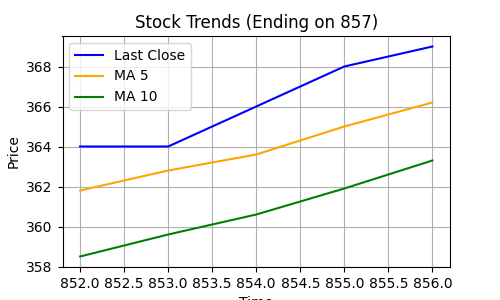 Stock Trends (Ending on 857)
Last Close
MA 5
MA 10
Price
368
366
364
362
360
358
852.0 852.5 853.0 853.5 854.0 854.5 855.0 855.5 856.0
Time